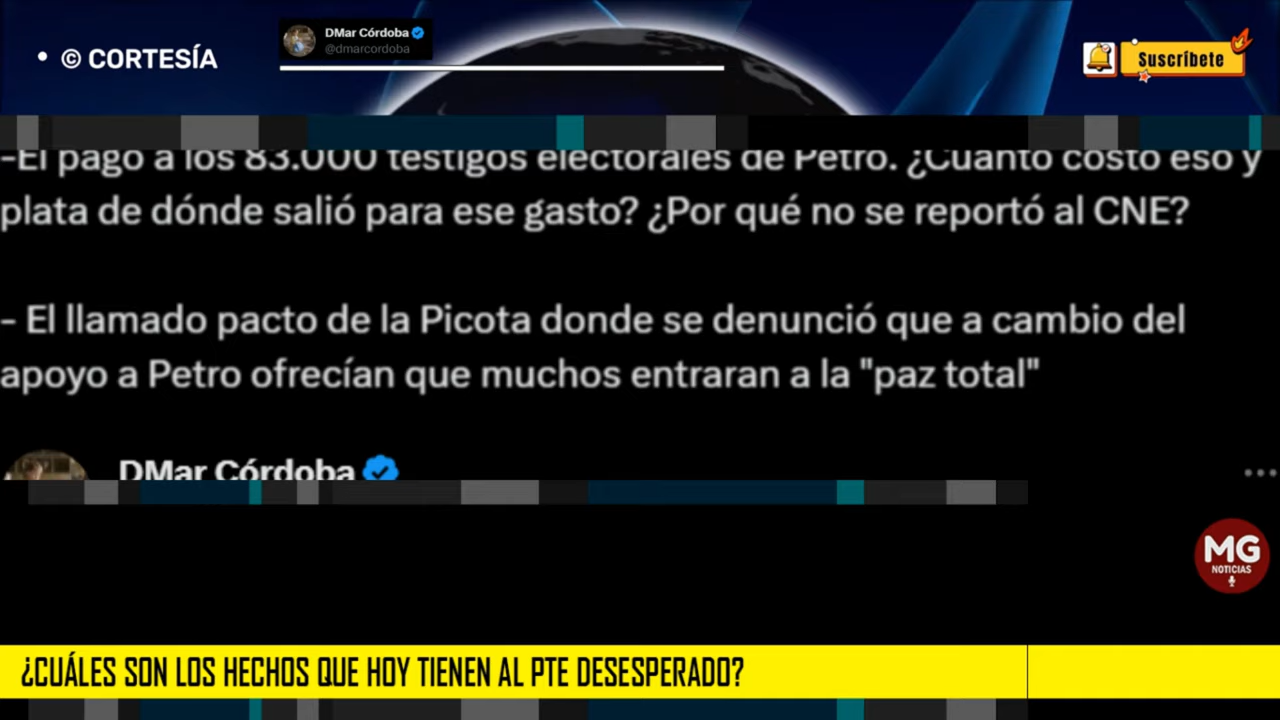 • © CORTESÍA
DMar Córdoba
@dmarcordoba
Suscríbete
-El pago a los 83.000 testigos electorales de Petro. ¿Cuánto costó eso y
plata de dónde salió para ese gasto? ¿Por qué no se reportó al CNE?
- El llamado pacto de la Picota donde se denunció que a cambio del
apoyo a Petro ofrecían que muchos entraran a la "paz total"
DMar Córdoba
MG
NOTICIAS
¿CUÁLES SON LOS HECHOS QUE HOY TIENEN AL PTE DESESPERADO?